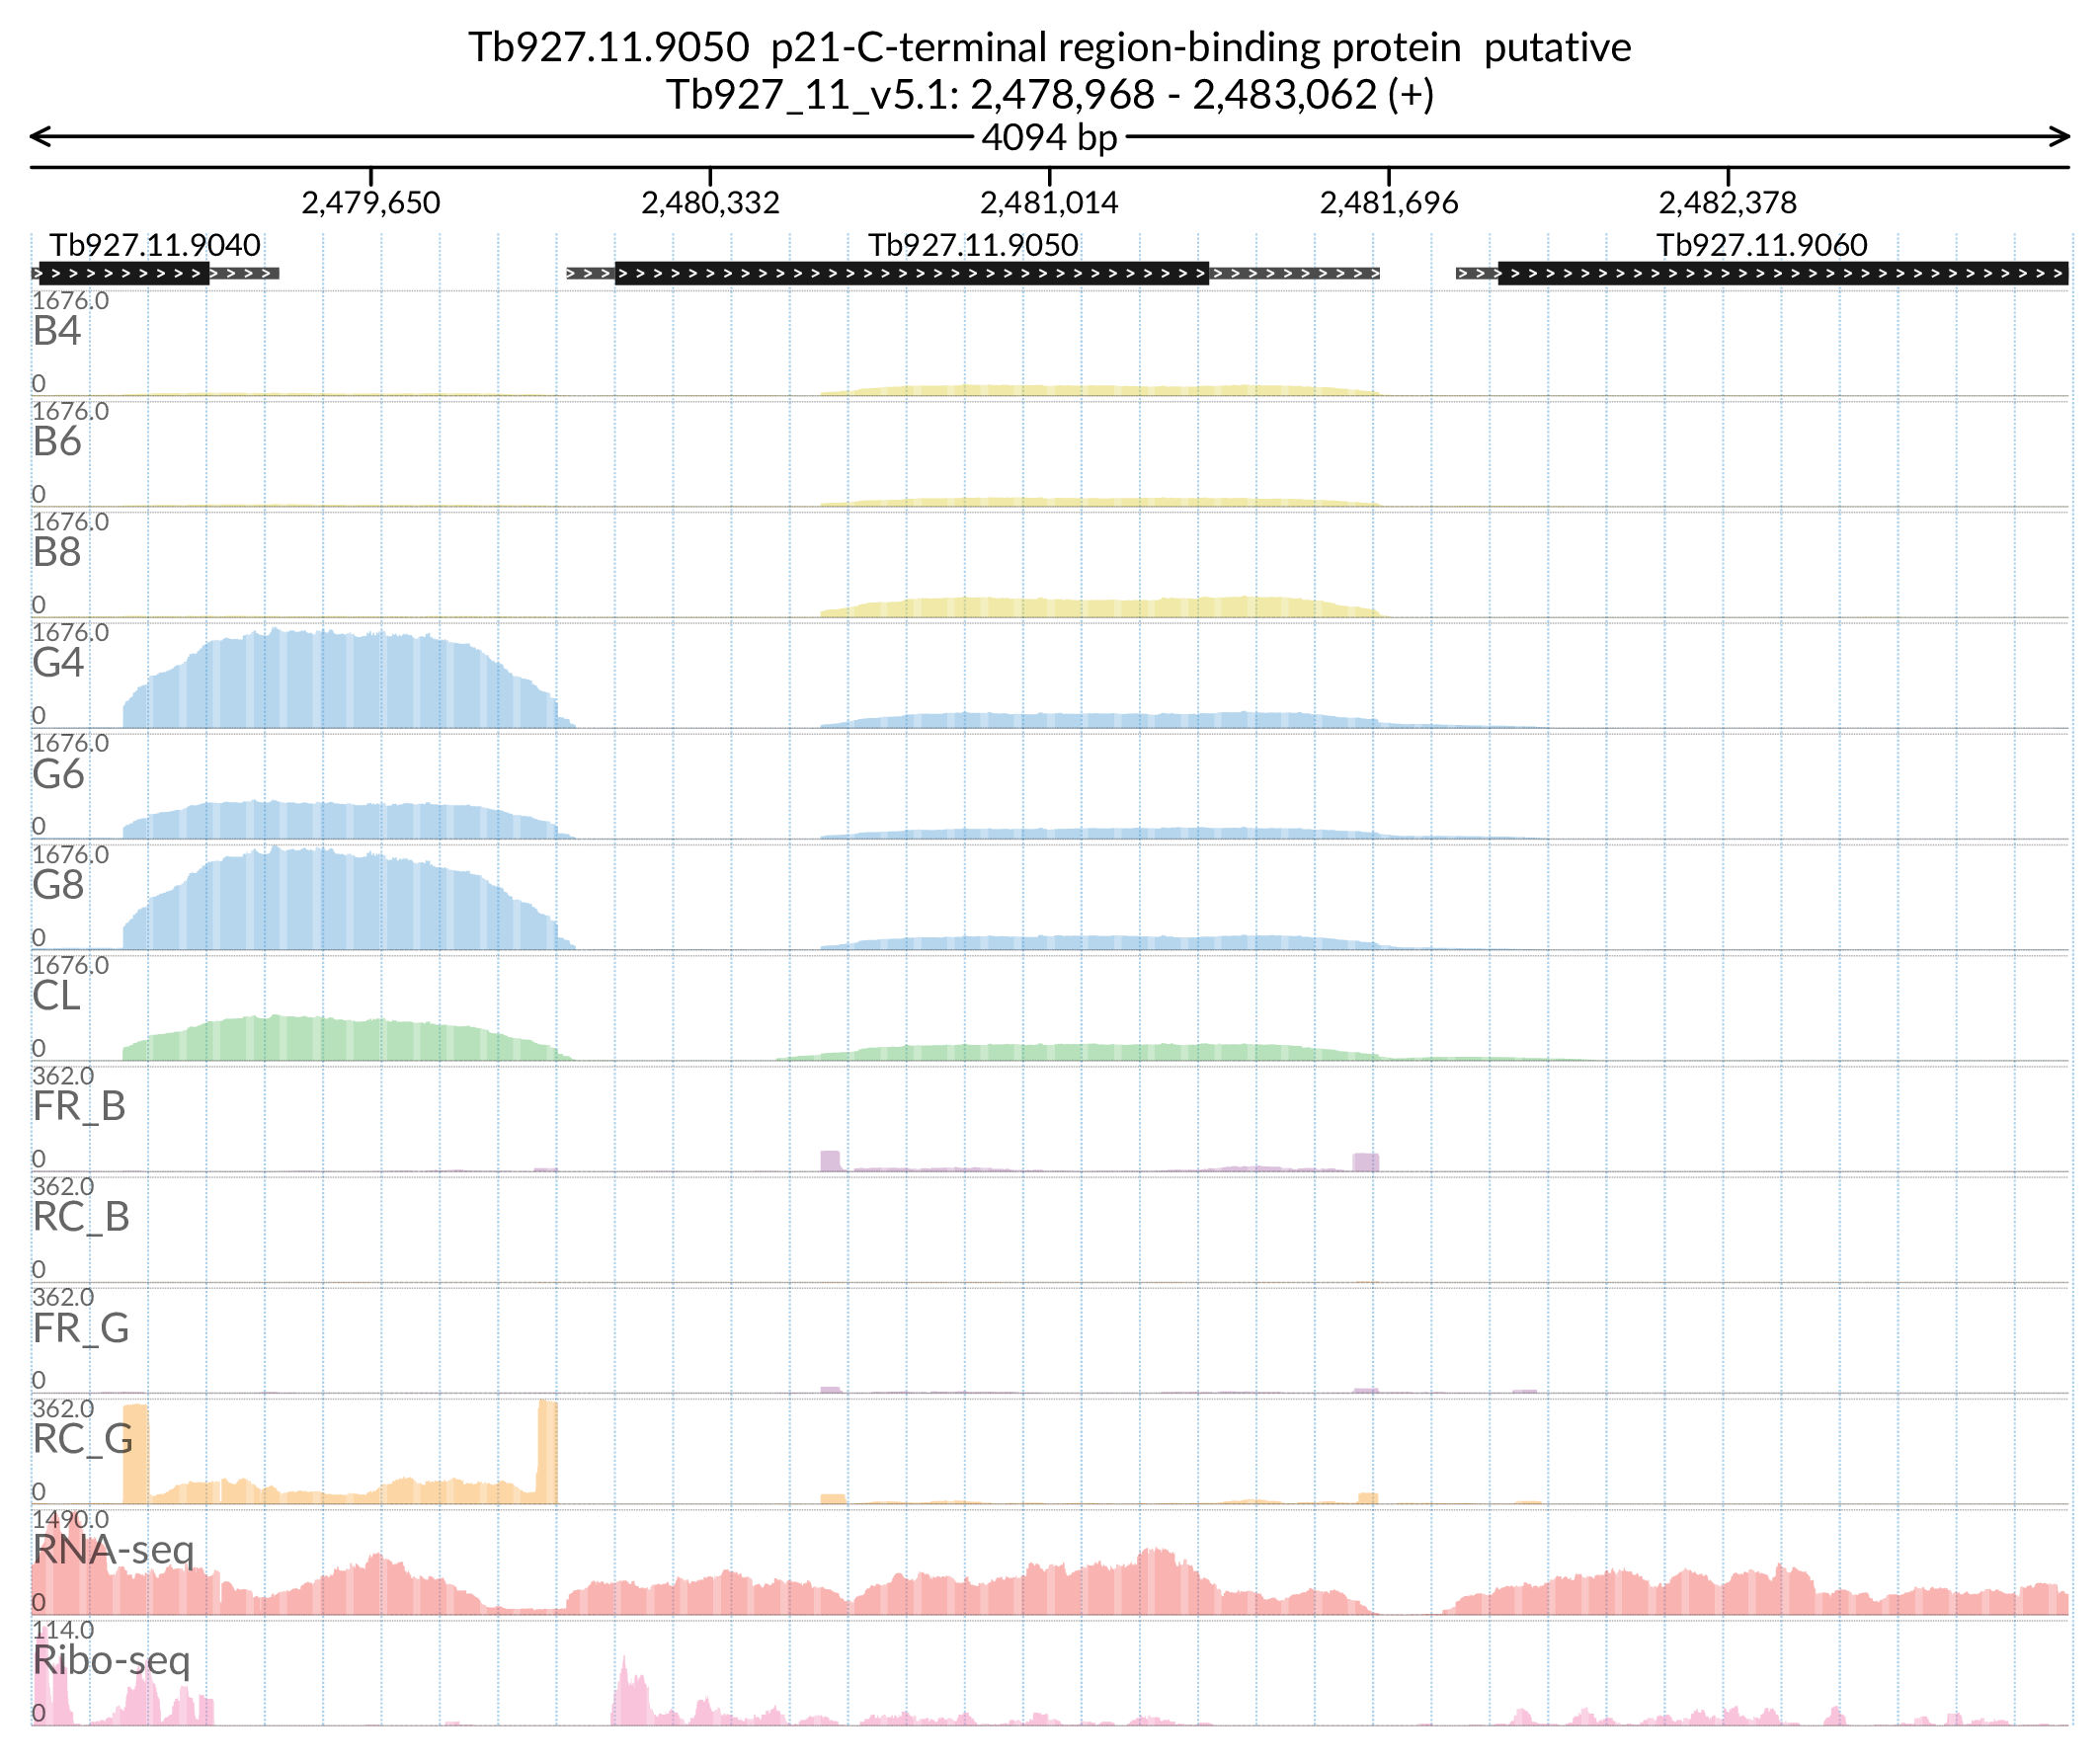 Tb927.11.9050 p21-C-terminal region-binding protein putative
Tb927_11_v5.1: 2,478,968 - 2,483,062 (+)
4094 bp
2,479,650 2,480,332 2,481,014 2,481,696 2,482,378
Tb927.11.9040 Tb927.11.9050 Tb927.11.9060
1676.0
B4
0
1676.0
B6
0
1676.0
B8
0
1676.0
G4
0
1676.0
G6
0
1676.0
G8
0
1676.0
CL
0
362.0
FR_B
0
362.0
RC_B
0
362.0
FR_G
0
362.0
RC_G
0
1490.0
RNA-seq
0
114.0
Ribo-seq
0